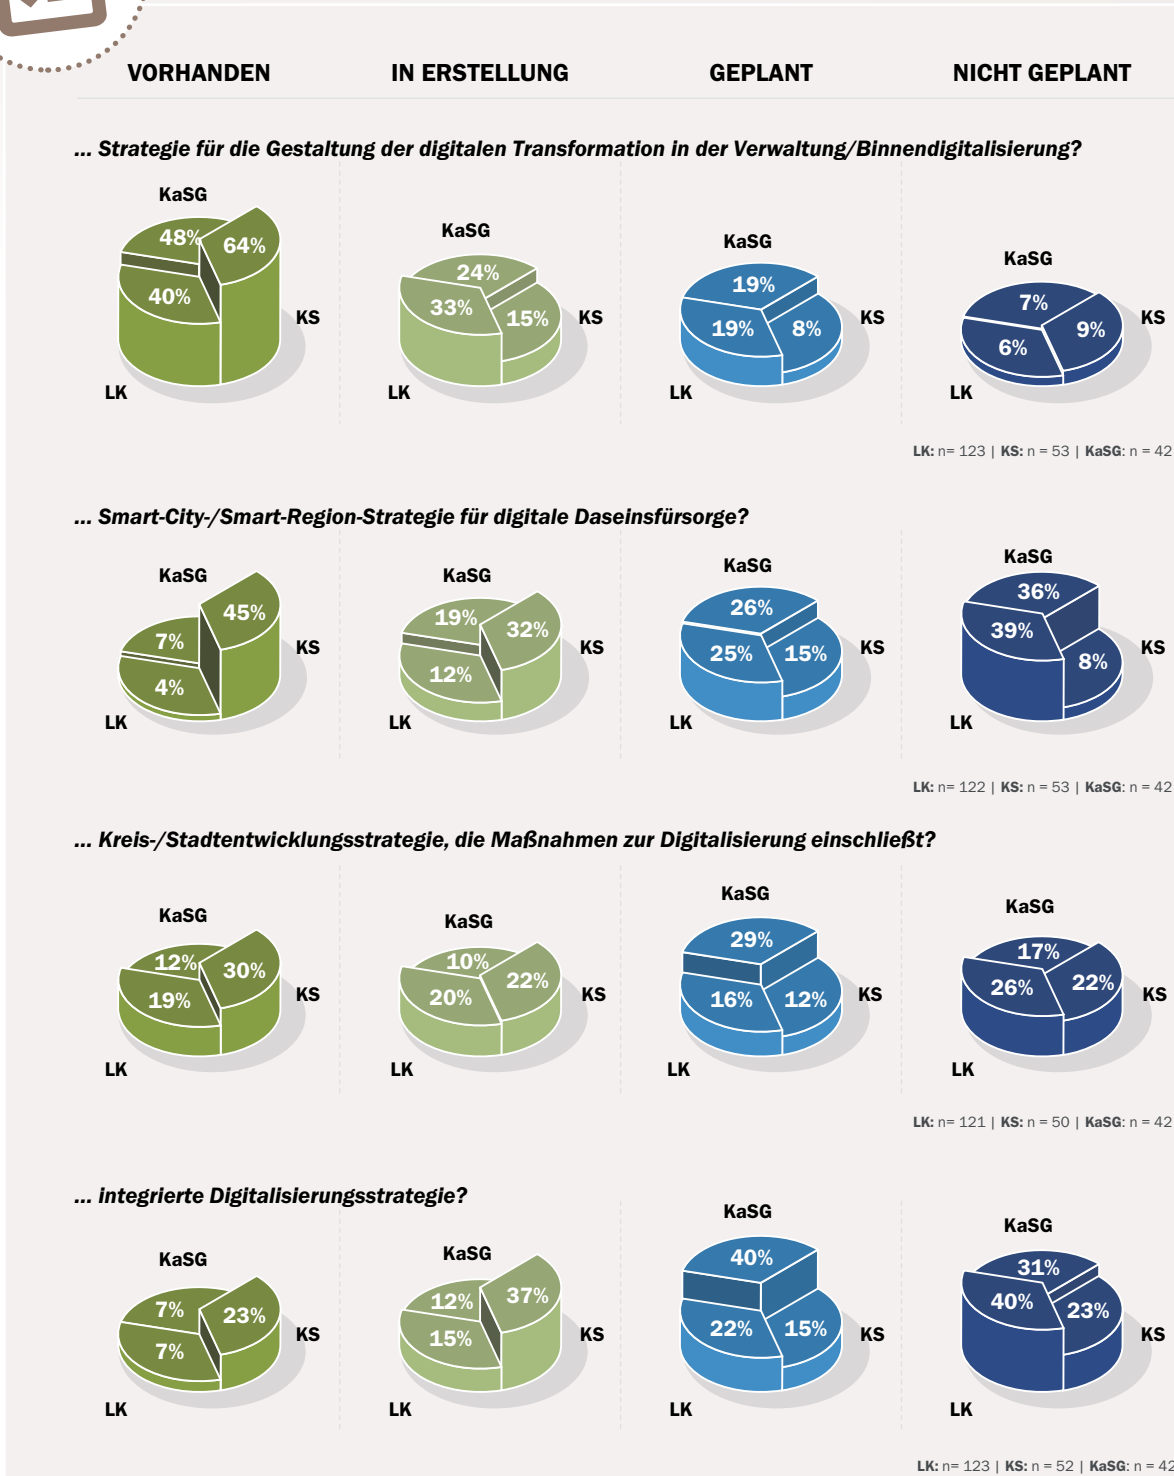 VORHANDEN IN ERSTELLUNG GEPLANT NICHT GEPLANT
... Strategie für die Gestaltung der digitalen Transformation in der Verwaltung/Binnendigitalisierung?
KaSG KaSG KaSG KaSG
48% 64% 24% 19% 7%
40% 33% 15% 19% 8% 6% 9%
KS KS KS KS
LK LK LK LK
LK: n= 123 | KS: n = 53 | KaSG: n = 42
... Smart-City-/Smart-Region-Strategie für digitale Daseinsfürsorge?
KaSG KaSG KaSG KaSG
7% 45% 19% 32% 26% 36%
4% 12% 25% 15% 39% 8%
KS KS KS KS
LK LK LK LK
LK: n= 122 | KS: n = 53 | KaSG: n = 42
... Kreis-/Stadtentwicklungsstrategie, die Maßnahmen zur Digitalisierung einschließt?
KaSG KaSG KaSG KaSG
12% 30% 10% 22% 29% 17%
19% 20% 16% 12% 26% 22%
KS KS KS KS
LK LK LK LK
LK: n= 121 | KS: n = 50 | KaSG: n = 42
... integrierte Digitalisierungsstrategie?
KaSG KaSG KaSG KaSG
7% 23% 12% 37% 40% 31%
7% 15% 22% 15% 40% 23%
KS KS KS KS
LK LK LK LK
LK: n= 123 | KS: n = 52 | KaSG: n = 42